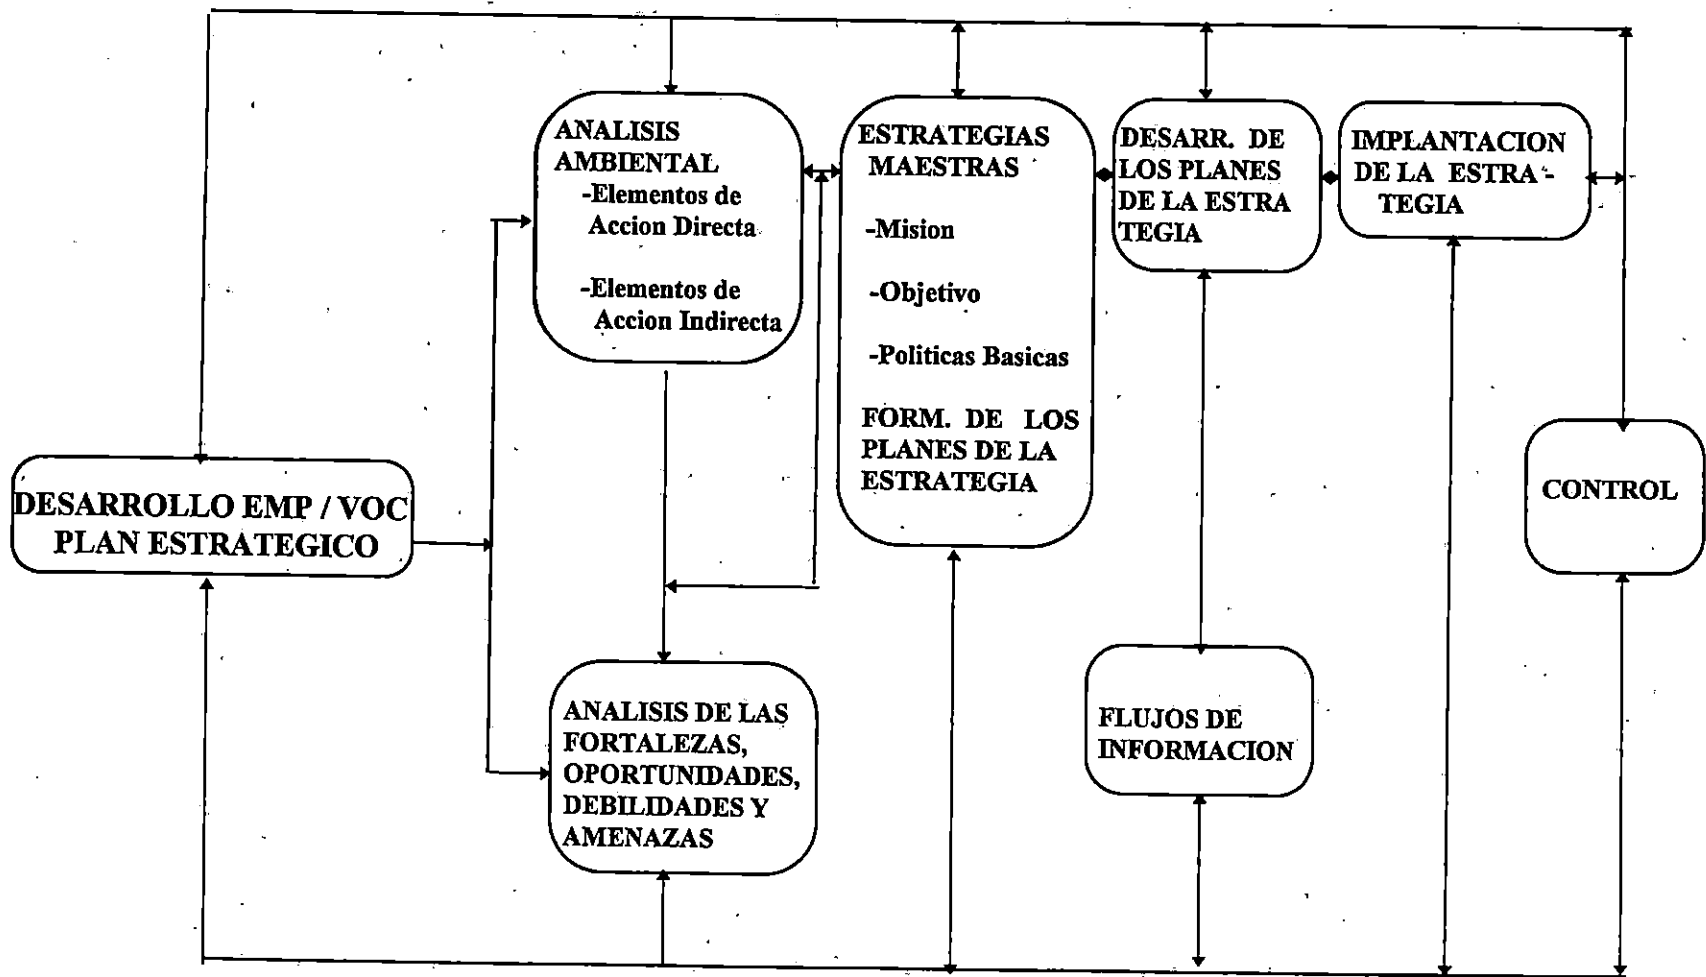 DESARROLLO EMP / VOC
PLAN ESTRATEGICO
ANALISIS
AMBIENTAL
-Elementos de
Accion Directa
-Elementos de
Accion Indirecta
ANALISIS DE LAS
FORTALEZAS,
OPORTUNIDADES,
DEBILIDADES Y
AMENAZAS
ESTRATEGIAS
MAESTRAS
-Mision
-Objetivo
-Politicas Basicas
FORM. DE LOS
PLANES DE LA
ESTRATEGIA
DESARR. DE
LOS PLANES
DE LA ESTRA
TEGIA
FLUJOS DE
INFORMACION
IMPLANTACION
DE LA ESTRA -
TEGIA
CONTROL